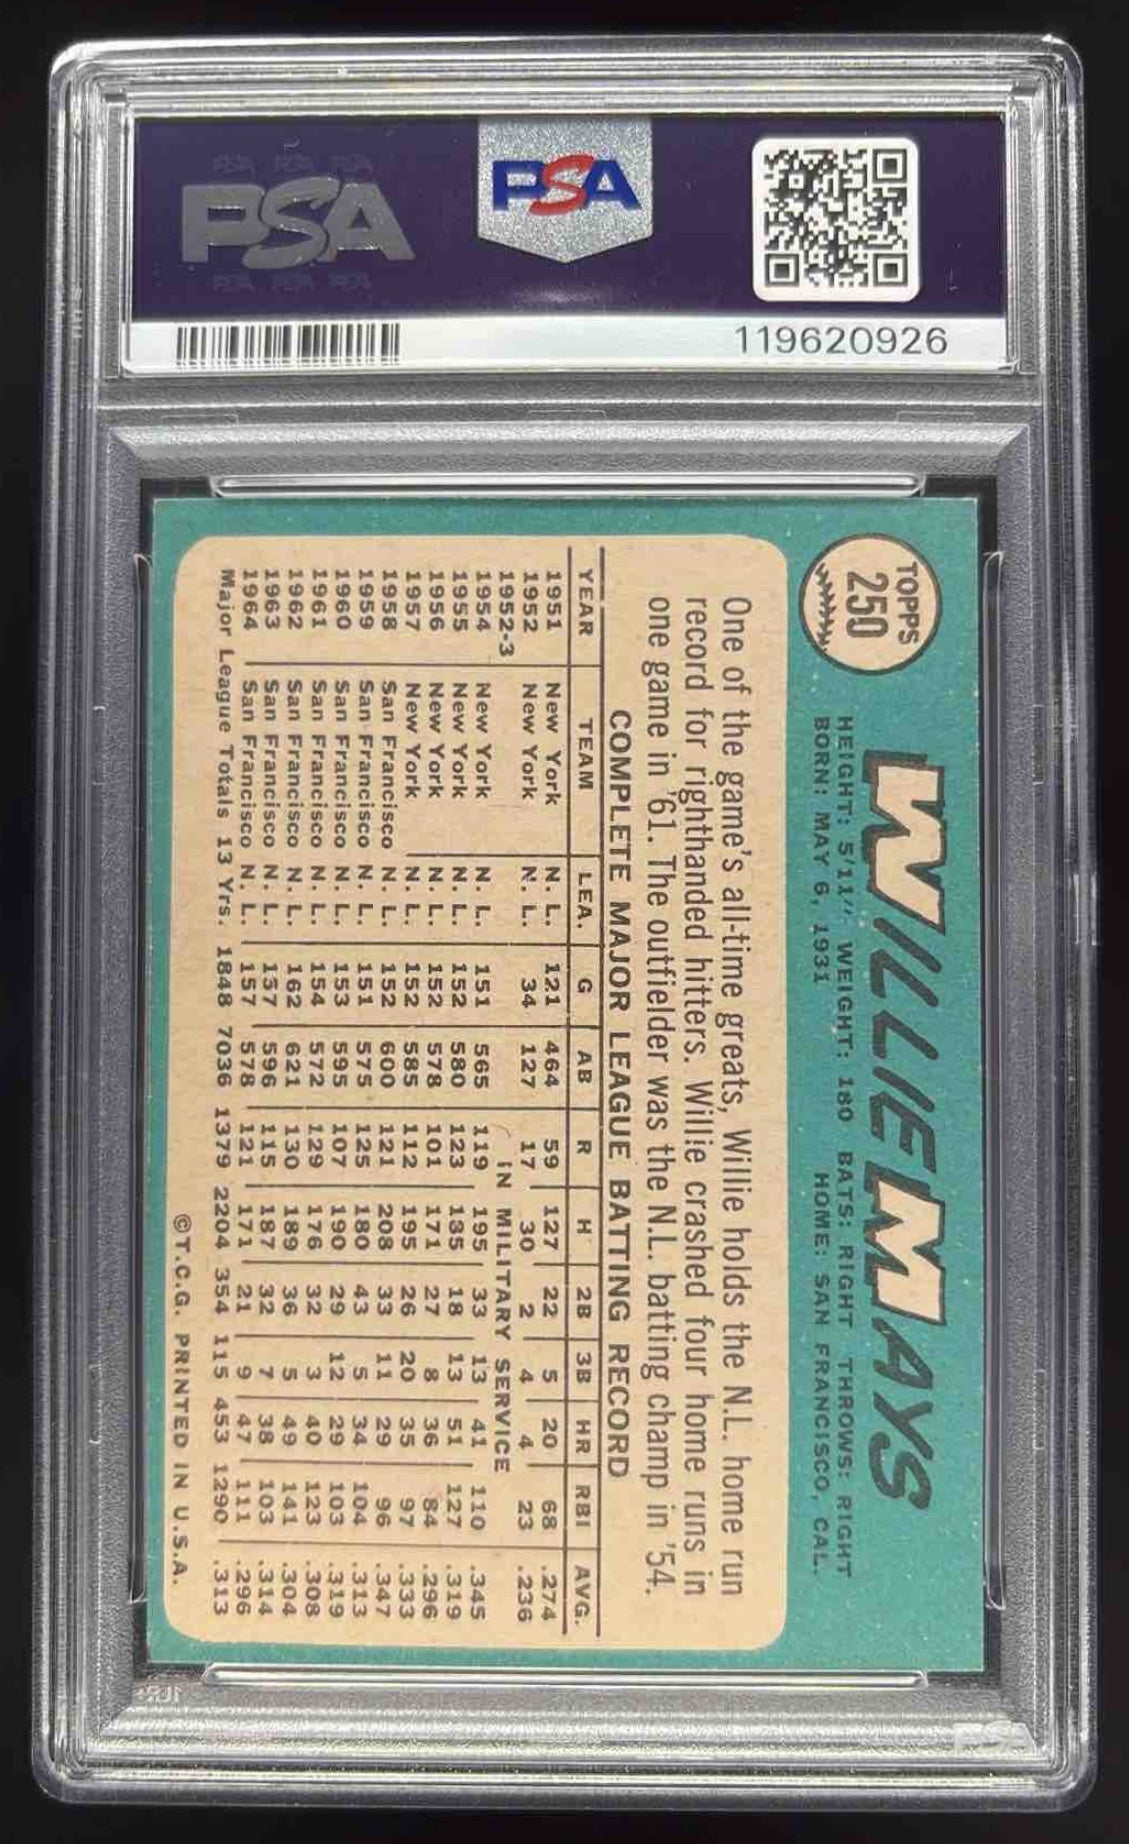 PSA PSA PSA
PSA
PSA PSA PSA
PSA
119620926
TOPPS
250
WILLIE MAYS
HEIGHT: 5'11" WEIGHT: 180 BATS: RIGHT THROWS: RIGHT
BORN: MAY 6, 1931 HOME: SAN FRANCISCO, CAL.
One of the game's all-time greats, Willie holds the N.L. home run
record for righthanded hitters. Willie crashed four home runs in
one game in '61. The outfielder was the N.L. batting champ in '54.
COMPLETE MAJOR LEAGUE BATTING RECORD
YEAR TEAM LEA. G AB R H 2B 3B HR RBI AVG.
1951 New York N. L. 121 464 59 127 22 5 20 68 .274
1952 New York N. L. 34 127 17 30 2 4 4 23 .236
1952-3 IN MILITARY SERVICE
1954 New York N. L. 151 565 119 195 33 13 41 110 .345
1955 New York N. L. 152 580 123 185 18 13 51 127 .319
1956 New York N. L. 152 578 101 171 27 8 36 84 .296
1957 New York N. L. 152 585 112 195 26 20 35 97 .333
1958 San Francisco N. L. 152 600 121 208 33 11 29 96 .347
1959 San Francisco N. L. 151 575 125 180 43 5 34 104 .313
1960 San Francisco N. L. 153 595 107 190 29 12 29 103 .319
1961 San Francisco N. L. 154 572 129 176 32 3 40 123 .308
1962 San Francisco N. L. 162 621 130 189 36 5 49 141 .304
1963 San Francisco N. L. 157 596 115 187 32 7 38 103 .314
1964 San Francisco N. L. 157 578 121 171 21 9 47 111 .296
Major League Totals 13 Yrs. 1848 7036 1379 2204 354 115 453 1290 .313
©T.C.G. PRINTED IN U.S.A.
PSA